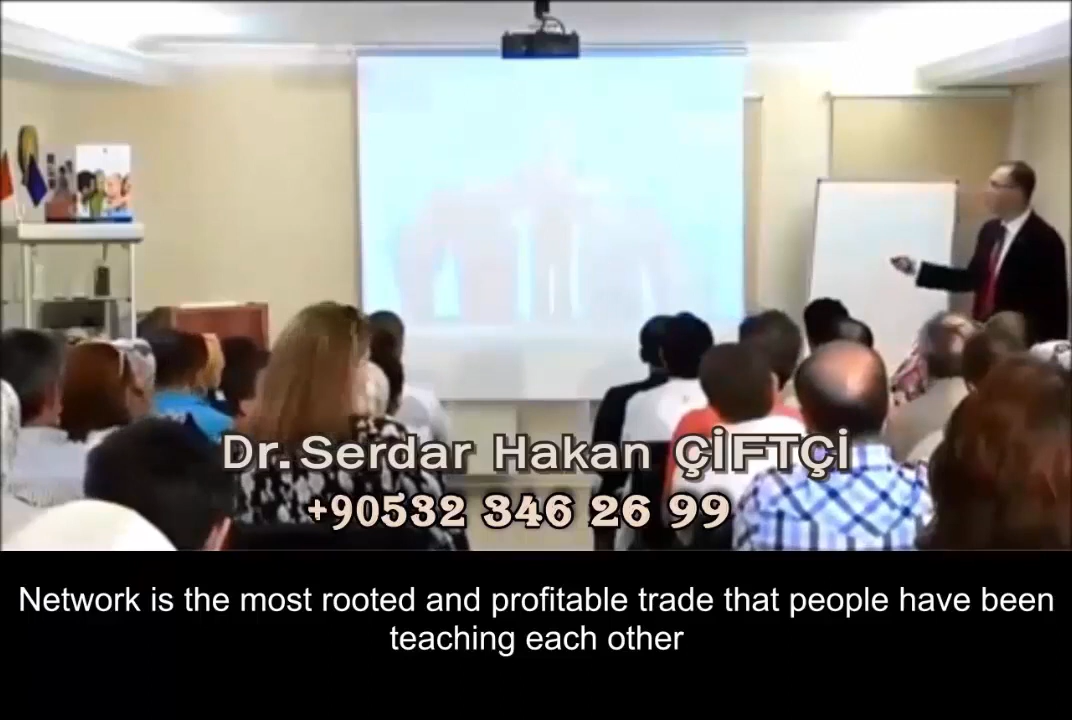 Dr. Serdar Hakan ÇİFTÇİ
+90532 346 26 99
Network is the most rooted and profitable trade that people have been
teaching each other